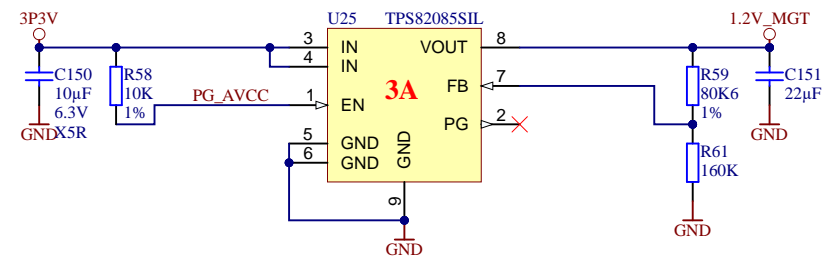 3P3V
U25 TPS82085SIL
1.2V_MGT
3 IN
4 IN
VOUT 8
C150
10µF
6.3V
X5R
GND
R58
10K
1%
PG_AVCC
1 EN
3A
FB 7
PG 2
5 GND
6 GND
GND
9
GND
R59
80K6
1%
C151
22µF
GND
R61
160K
GND